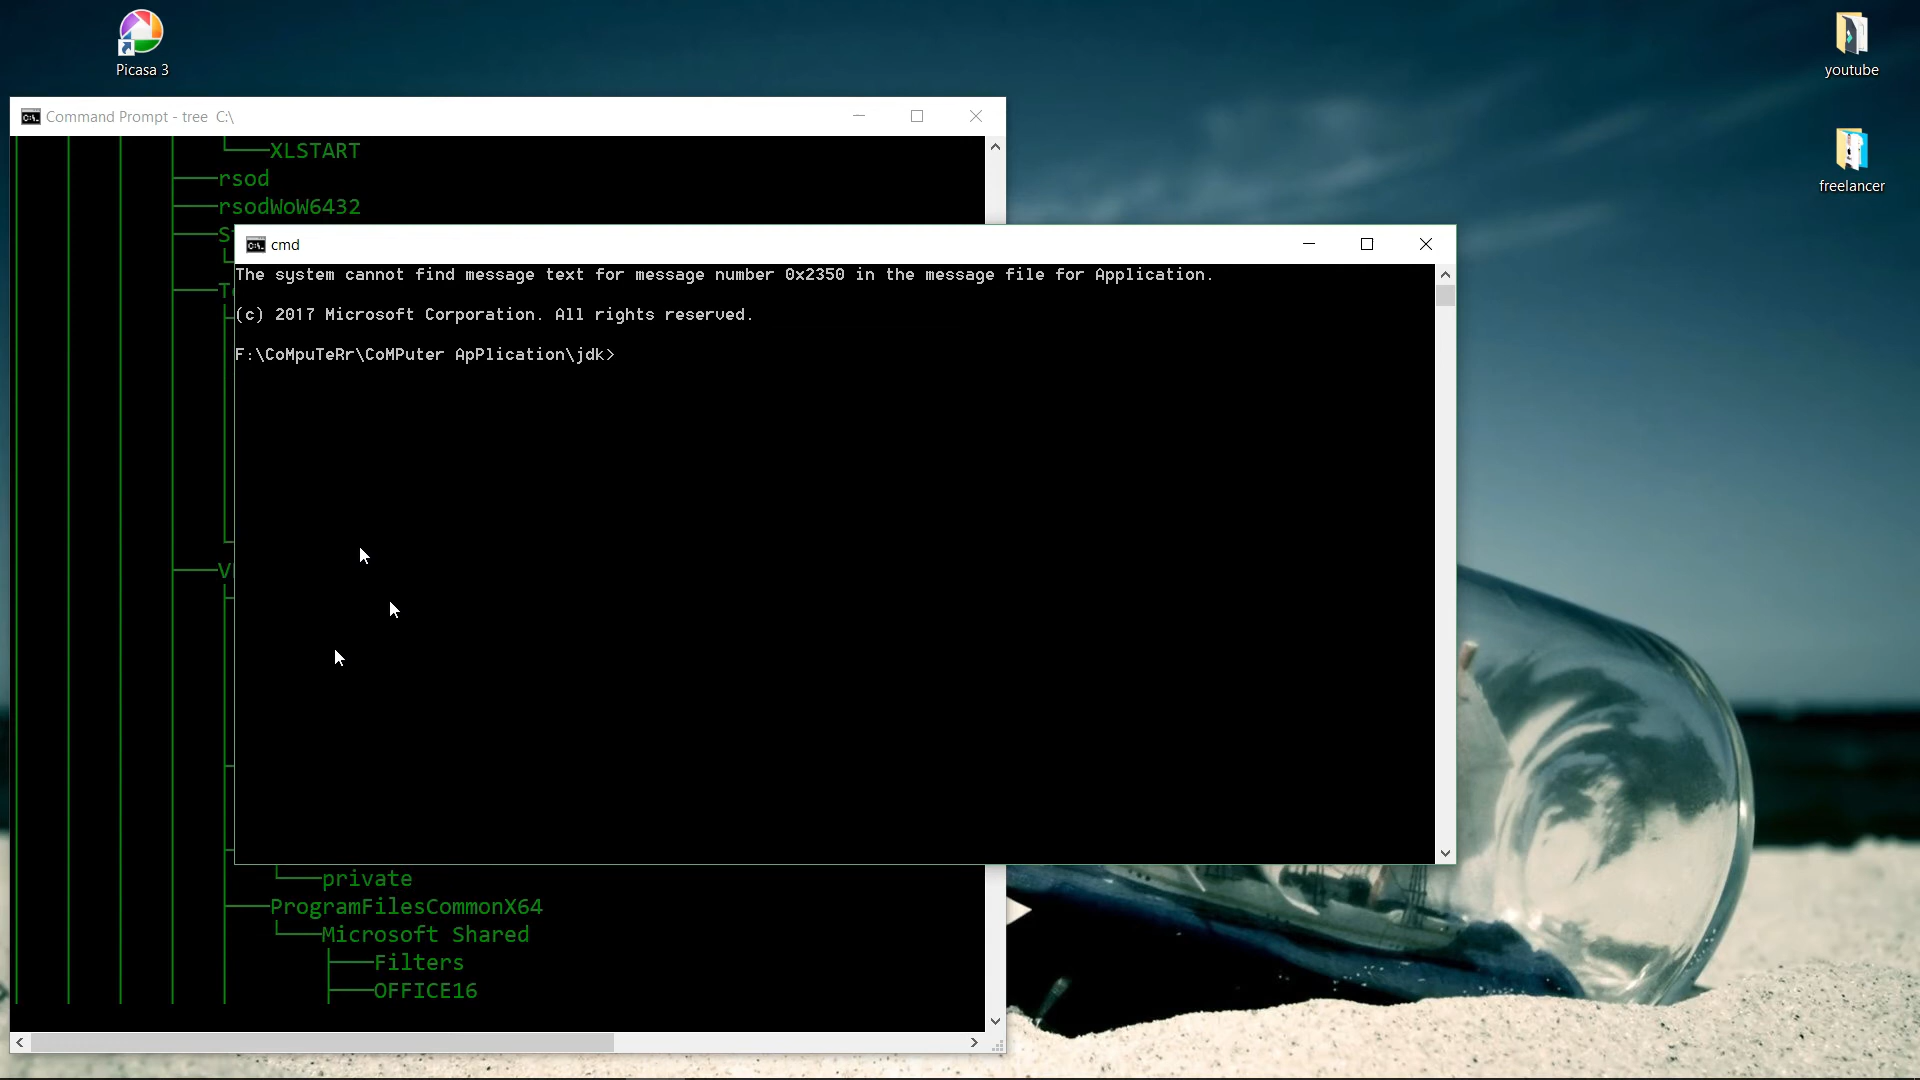 Picasa 3
youtube
freelancer
Command Prompt - tree  C:\
XLSTART
rsod
rsodWoW6432
cmd
The system cannot find message text for message number 0x2350 in the message file for Application.
(c) 2017 Microsoft Corporation. All rights reserved.
F:\CoMpuTeRr\CoMPuter ApPlication\jdk>
private
ProgramFilesCommonX64
Microsoft Shared
Filters
OFFICE16